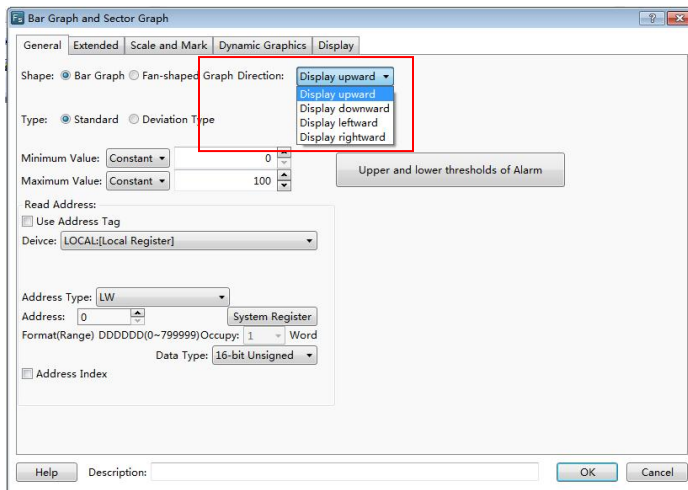 Bar Graph and Sector Graph
General Extended Scale and Mark Dynamic Graphics Display
Shape: Bar Graph Fan-shaped Graph Direction: Display upward
Display upward
Display downward
Display leftward
Display rightward
Type: Standard Deviation Type
Minimum Value: Constant 0
Maximum Value: Constant 100
Upper and lower thresholds of Alarm
Read Address:
Use Address Tag
Deivce: LOCAL:[Local Register]
Address Type: LW
Address: 0 System Register
Format(Range) DDDDDD(0~799999)Occupy: 1 Word
Data Type: 16-bit Unsigned
Address Index
Help Description: OK Cancel